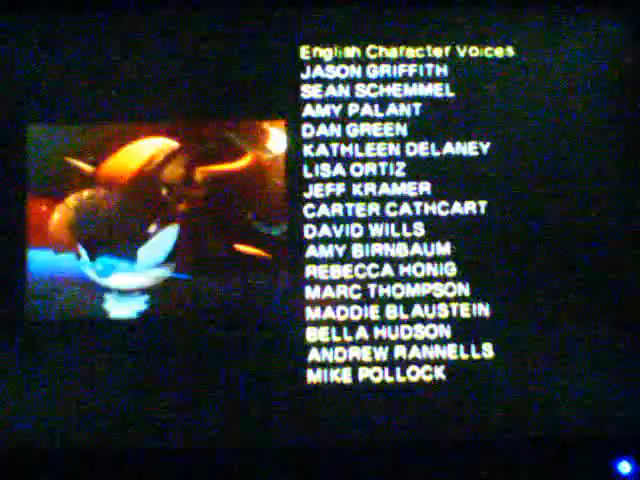 English Character Voices
JASON GRIFFITH
SEAN SCHEMMEL
AMY PALANT
DAN GREEN
KATHLEEN DELANEY
LISA ORTIZ
JEFF KRAMER
CARTER CATHCART
DAVID WILLS
AMY BIRNBAUM
REBECCA HONIG
MARC THOMPSON
MADDIE BLAUSTEIN
BELLA HUDSON
ANDREW RANNELLS
MIKE POLLOCK